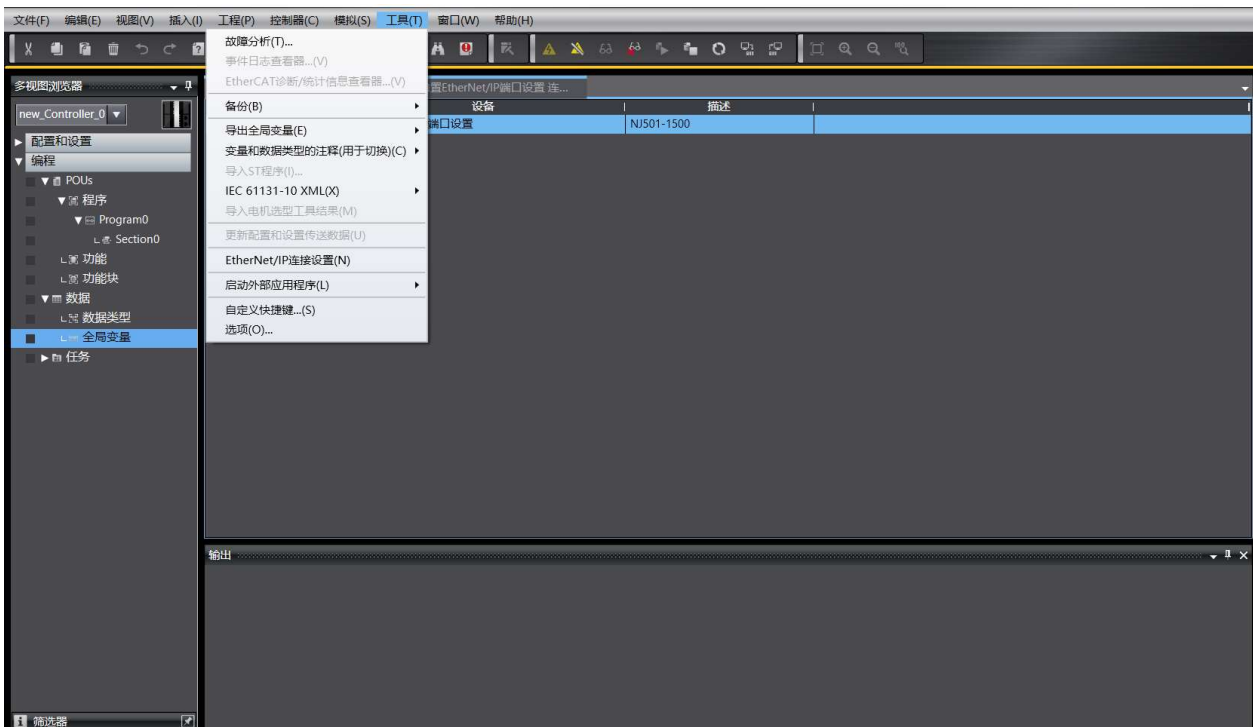 文件(F) 编辑(E) 视图(V) 插入(I) 工程(P) 控制器(C) 模拟(S) 工具(T) 窗口(W) 帮助(H)
故障分析(T)...
事件日志查看器...(V)
EtherCAT诊断/统计信息查看器...(V)
备份(B)
导出全局变量(E)
变量和数据类型的注释(用于切换)(C)
导入ST程序(I)...
IEC 61131-10 XML(X)
导入电机选型工具结果(M)
更新配置和设置传送数据(U)
EtherNet/IP连接设置(N)
启动外部应用程序(L)
自定义快捷键...(S)
选项(O)...
多视图浏览器
new_Controller_0
配置和设置
编程
POUs
程序
Program0
Section0
功能
功能块
数据
数据类型
全局变量
任务
筛选器
置EtherNet/IP端口设置 连...
设备 描述
端口设置 NJ501-1500
输出